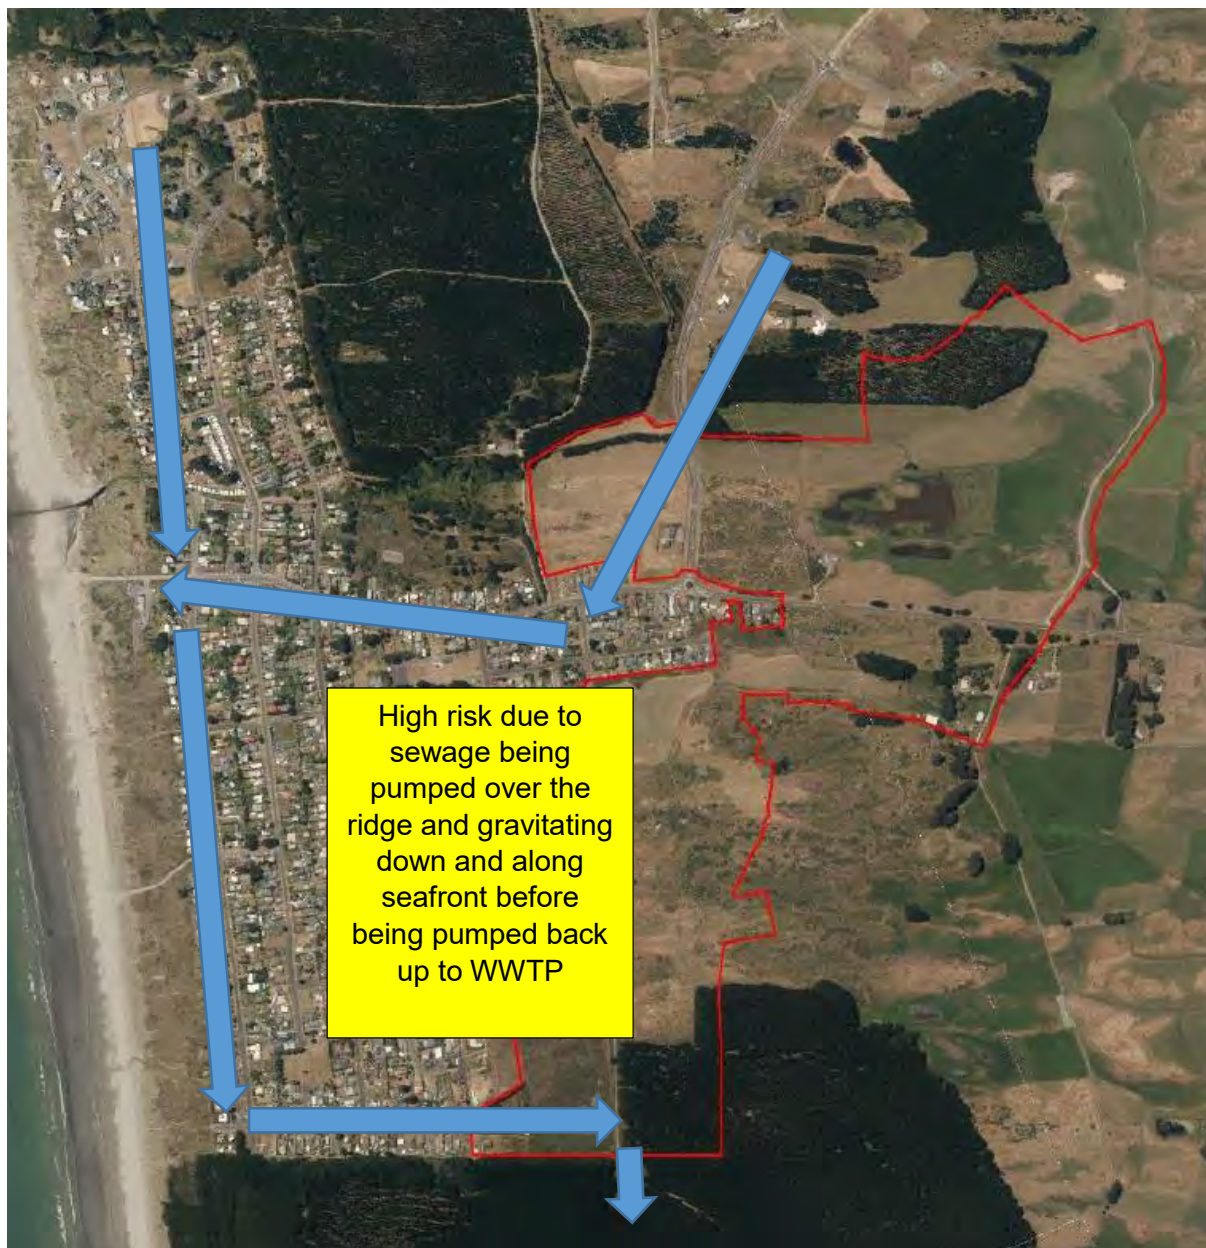 High risk due to
sewage being
pumped over the
ridge and gravitating
down and along
seafront before
being pumped back
up to WWTP